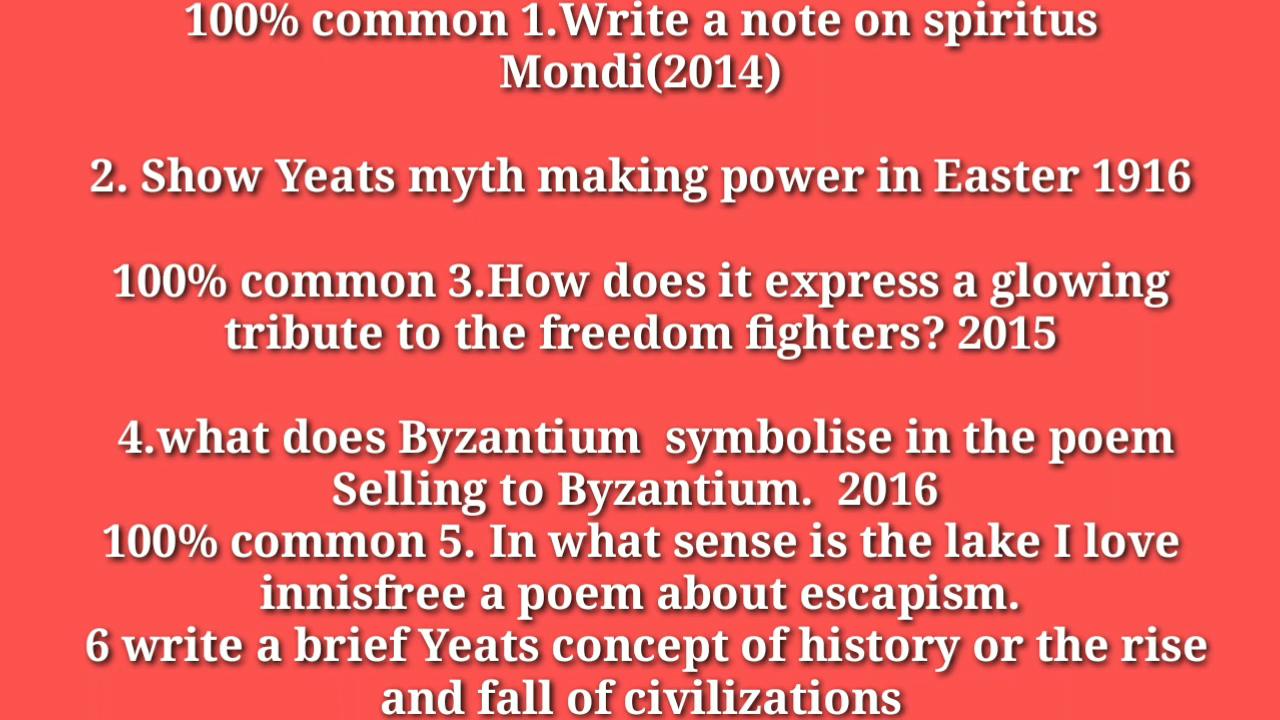 100% common 1.Write a note on spiritus
Mondi(2014)
2. Show Yeats myth making power in Easter 1916
100% common 3.How does it express a glowing
tribute to the freedom fighters? 2015
4.what does Byzantium  symbolise in the poem
Selling to Byzantium.  2016
100% common 5. In what sense is the lake I love
innisfree a poem about escapism.
6 write a brief Yeats concept of history or the rise
and fall of civilizations